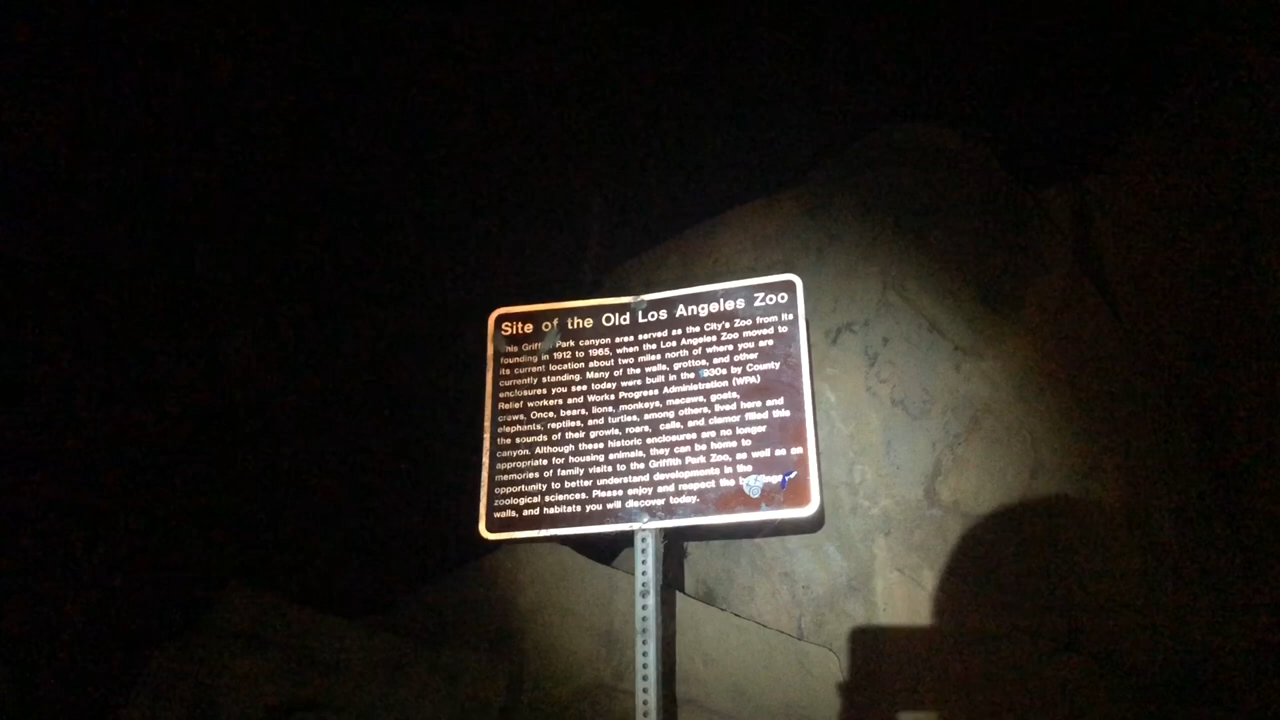 Site of the Old Los Angeles Zoo
This Griffith Park canyon area served as the City's Zoo from its
founding in 1912 to 1965, when the Los Angeles Zoo moved to
its current location about two miles north of where you are
currently standing. Many of the walls, grottos, and other
enclosures you see today were built in the 1930s by County
Relief workers and Works Progress Administration (WPA)
crews. Once, bears, lions, monkeys, macaws, goats,
elephants, reptiles, and turtles, among others, lived here and
the sounds of their growls, roars, calls, and clamor filled this
canyon. Although these historic enclosures are no longer
appropriate for housing animals, they can be home to
memories of family visits to the Griffith Park Zoo, as well as an
opportunity to better understand developments in the
zoological sciences. Please enjoy and respect the buildings,
walls, and habitats you will discover today.